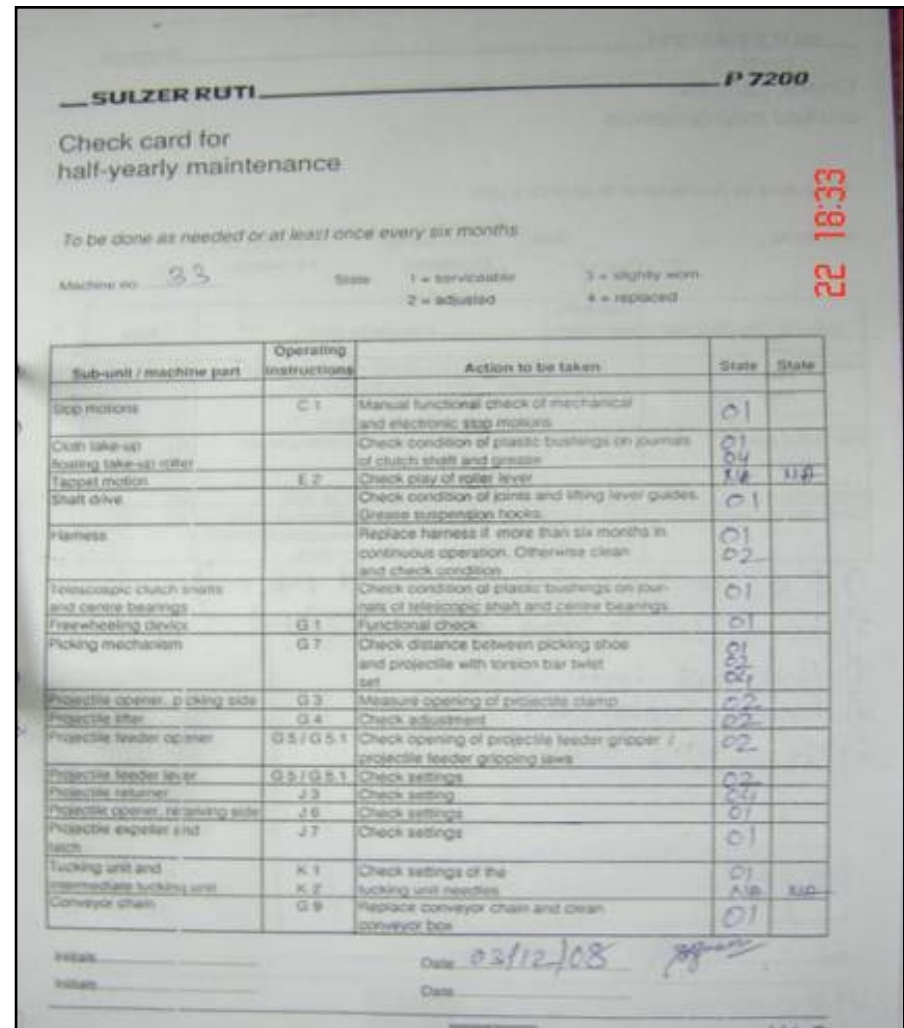 SULZER RUTI P 7200
Check card for
half-yearly maintenance
22 18:33
To be done as needed or at least once every six months
Machine no 33 State 1 = serviceable 3 = slightly worn
2 = adjusted 4 = replaced
Sub-unit / machine part Operating instructions Action to be taken State State
Stop motions C 1 Manual functional check of mechanical
and electronic stop motions 01
Cloth take-up Check condition of plastic bushings on journals 01
floating take-up roller of clutch shaft and grease 04
Tappet motion E 2 Check play of roller lever N/A N/A
Shaft drive Check condition of joints and lifting lever guides. 01
Grease suspension hooks.
Harness Replace harness if more than six months in 01
continuous operation. Otherwise clean 02
and check condition
Telescopic clutch shafts Check condition of plastic bushings on jour- 01
and centre bearings nals of telescopic shaft and centre bearings
Freewheeling device G 1 Functional check 01
Picking mechanism G 7 Check distance between picking shoe 01
and projectile with torsion bar twist 02
set 04
Projectile opener, picking side G 3 Measure opening of projectile clamp 02
Projectile lifter G 4 Check adjustment 02
Projectile feeder opener G 5 / G 5.1 Check opening of projectile feeder gripper / 02
projectile feeder gripping jaws
Projectile feeder lever G 5 / G 5.1 Check settings 02
Projectile returner J 3 Check setting 04
Projectile opener, receiving side J 6 Check settings 01
Projectile expeller and J 7 Check settings 01
latch
Tucking unit and K 1 Check settings of the 01
intermediate tucking unit K 2 tucking unit needles N/A N/A
Conveyor chain G 9 Replace conveyor chain and clean 01
conveyor box
Initials Date 03/12/08
Initials Date